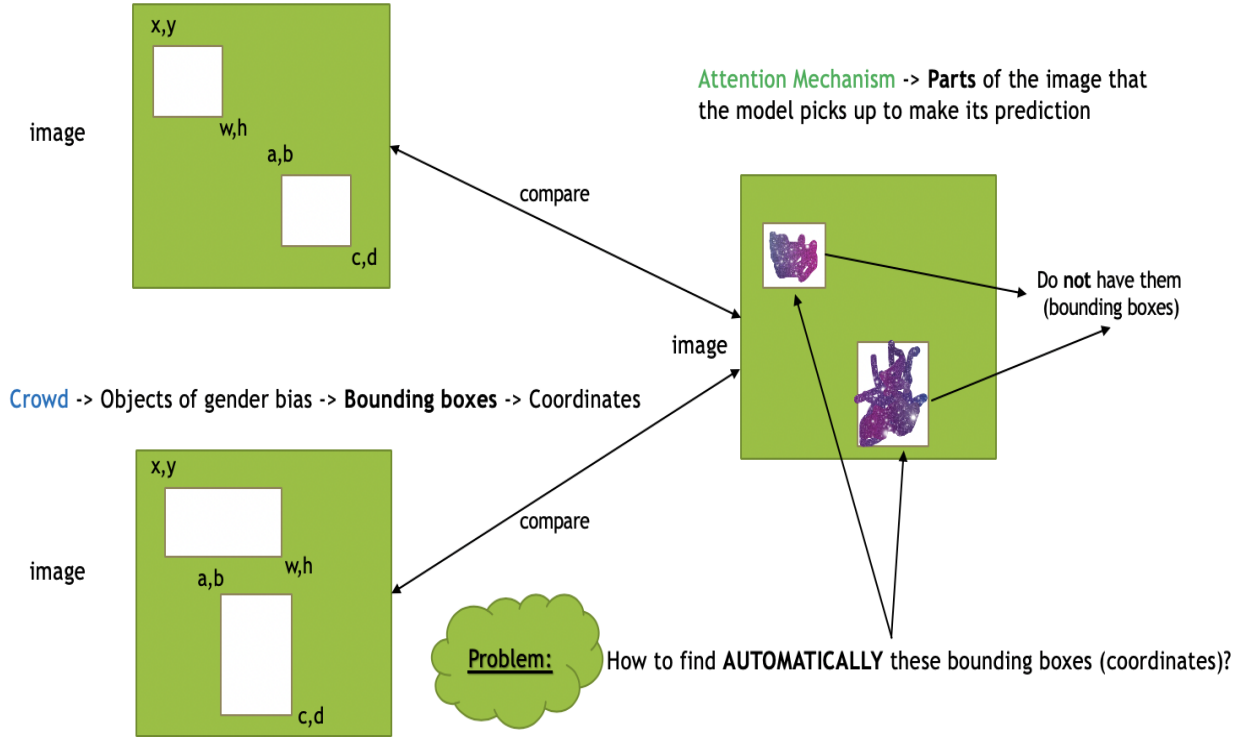 x,y
image
w,h
a,b
c,d
Attention Mechanism -> Parts of the image that
the model picks up to make its prediction
compare
Do not have them
(bounding boxes)
image
Crowd -> Objects of gender bias -> Bounding boxes -> Coordinates
x,y
image
w,h
a,b
c,d
compare
Problem:
How to find AUTOMATICALLY these bounding boxes (coordinates)?